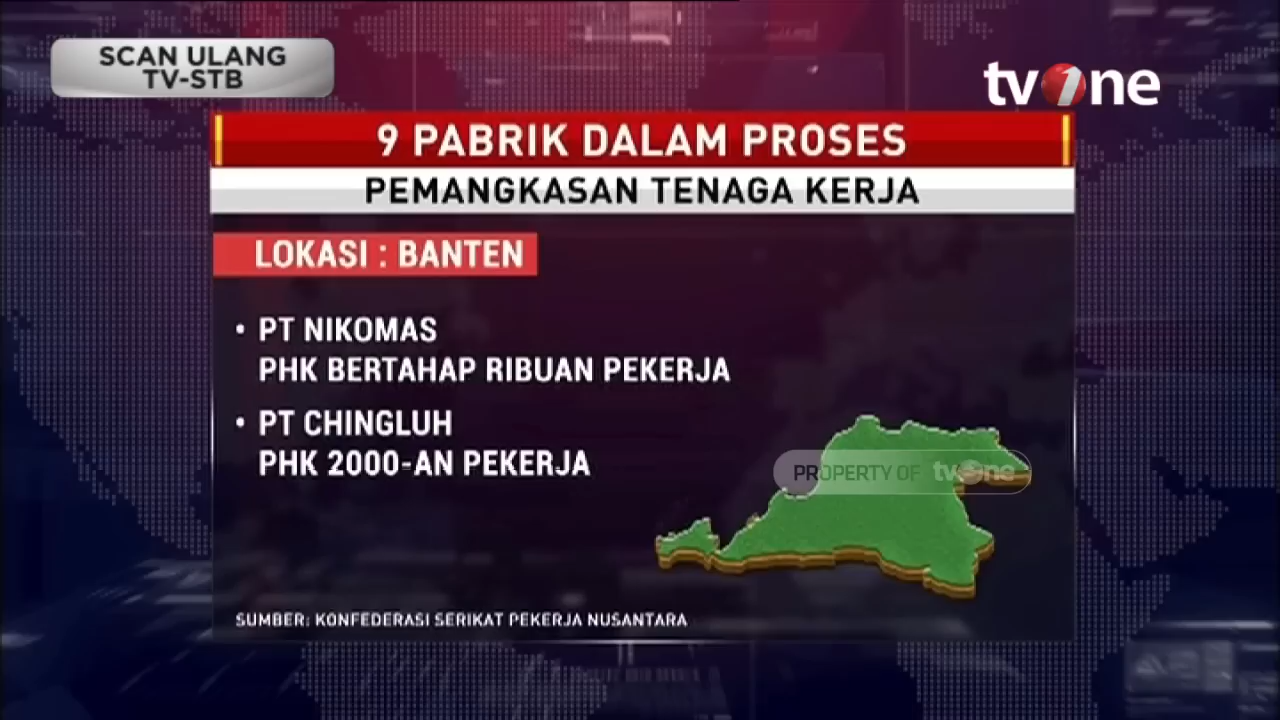 SCAN ULANG
TV-STB
tvOne
9 PABRIK DALAM PROSES
PEMANGKASAN TENAGA KERJA
LOKASI : BANTEN
• PT NIKOMAS
PHK BERTAHAP RIBUAN PEKERJA
• PT CHINGLUH
PHK 2000-AN PEKERJA
PROPERTY OF tvOne
SUMBER: KONFEDERASI SERIKAT PEKERJA NUSANTARA